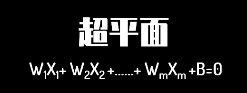 超平面
W₁X₁+ W₂X₂ +......+ WₘXₘ +B=0